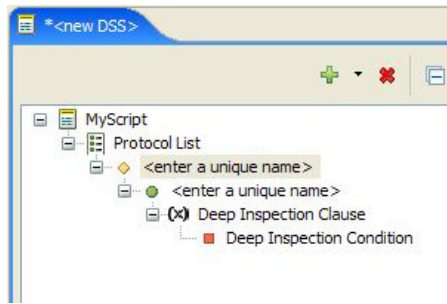 *<new DSS>
MyScript
Protocol List
<enter a unique name>
<enter a unique name>
(x) Deep Inspection Clause
Deep Inspection Condition